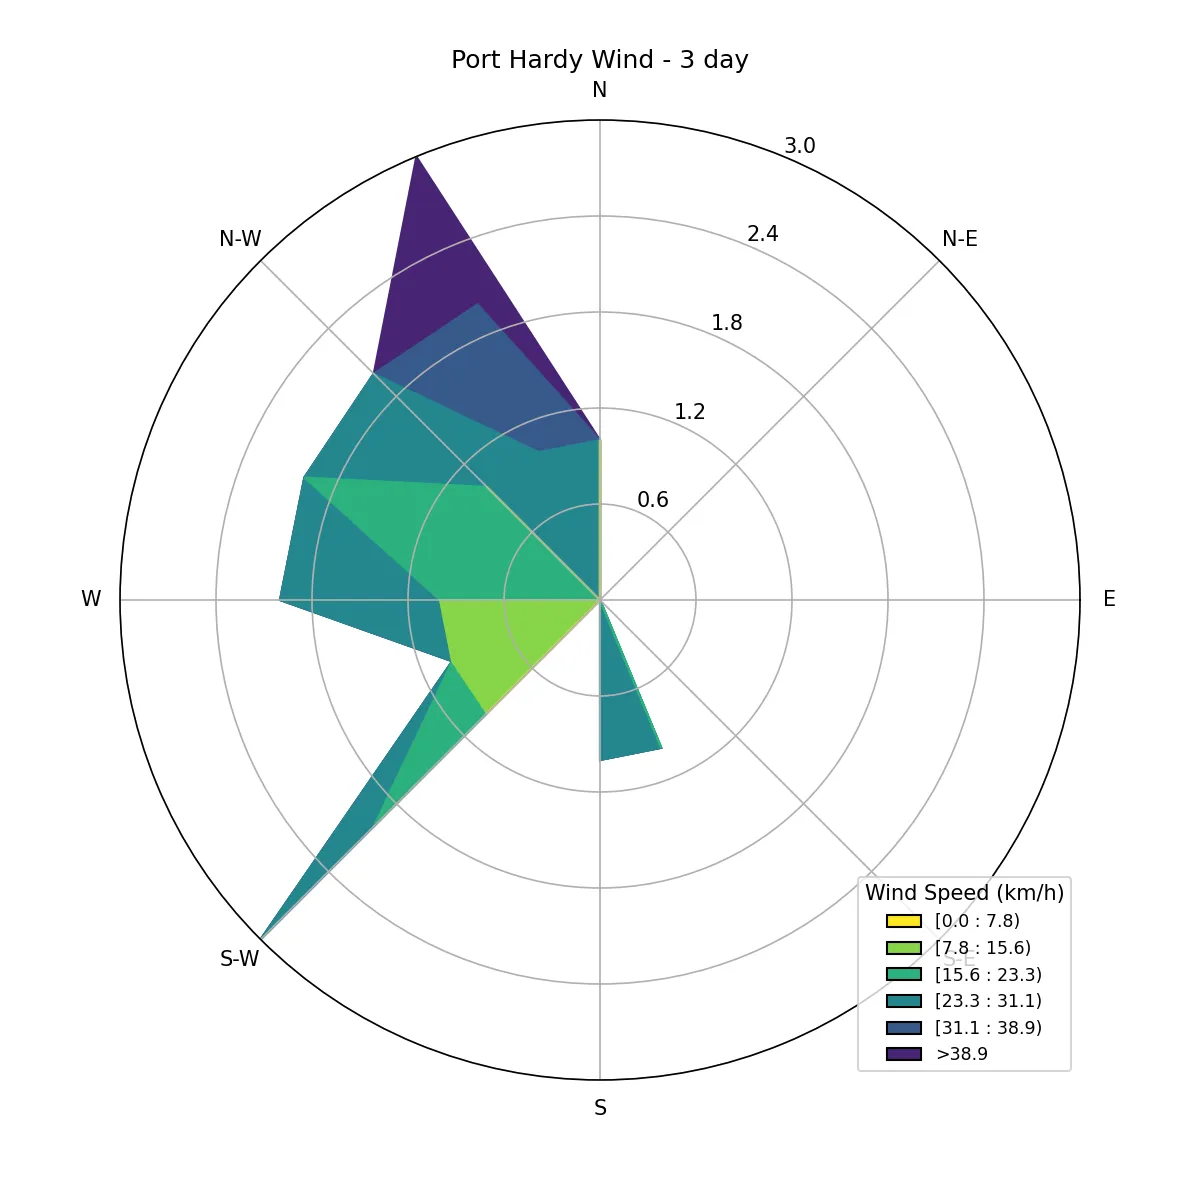 Port Hardy Wind - 3 day
N
3.0
N-W
2.4
N-E
1.8
1.2
0.6
W
E
S-W
S-E
Wind Speed (km/h)
[0.0 : 7.8)
[7.8 : 15.6)
[15.6 : 23.3)
[23.3 : 31.1)
[31.1 : 38.9)
>38.9
S